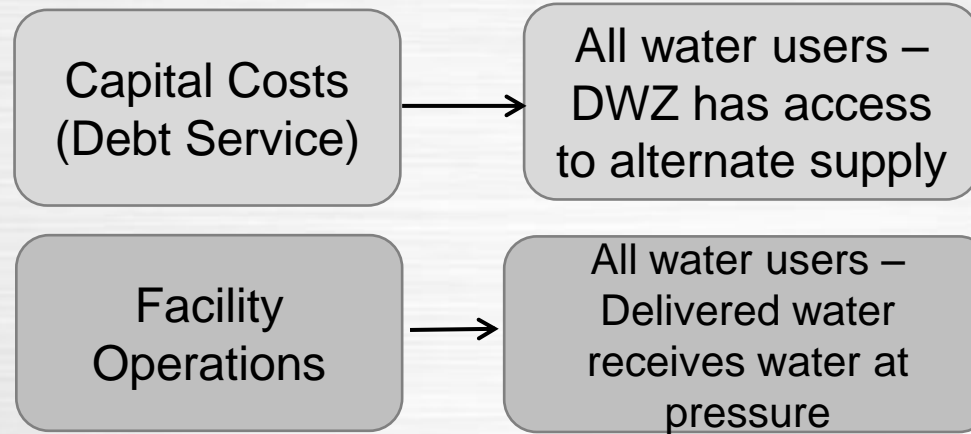 Capital Costs
(Debt Service)
All water users –
DWZ has access
to alternate supply
Facility
Operations
All water users –
Delivered water
receives water at
pressure